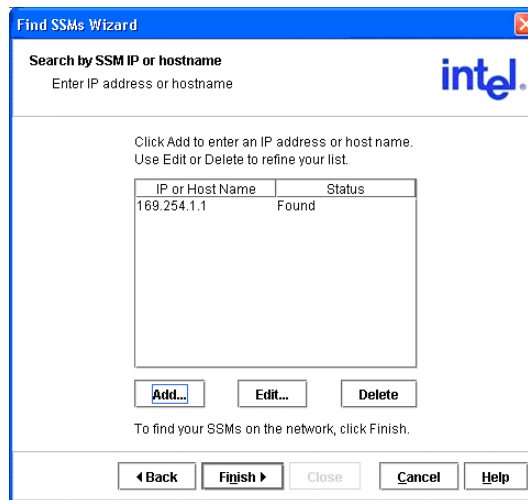 Find SSMs Wizard
Search by SSM IP or hostname
Enter IP address or hostname
intel.
Click Add to enter an IP address or host name.
Use Edit or Delete to refine your list.
IP or Host Name Status
169.254.1.1 Found
Add... Edit... Delete
To find your SSMs on the network, click Finish.
Back Finish Close Cancel Help